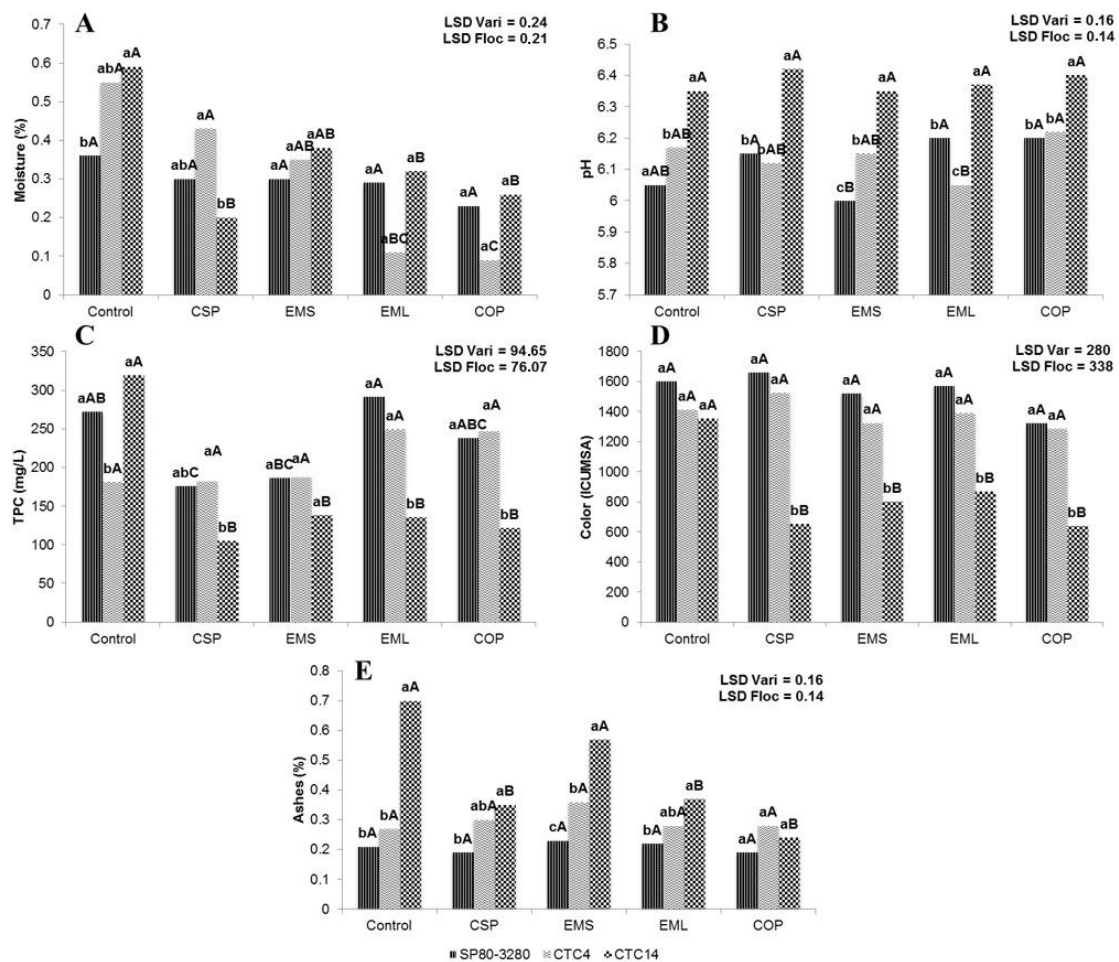 A
LSD Vari = 0.24
LSD Floc = 0.21
Moisture (%)
0.7
0.6
0.5
0.4
0.3
0.2
0.1
0
bA abA aA
abA aA bB
aA aAB aAB
aA aBC aB
aA aC aB
Control CSP EMS EML COP
B
LSD Vari = 0.16
LSD Floc = 0.14
pH
6.5
6.4
6.3
6.2
6.1
6
5.9
5.8
5.7
aAB bAB aA
bA bAB aA
cB bAB aA
bA cB aA
bA bA aA
Control CSP EMS EML COP
C
LSD Vari = 94.65
LSD Floc = 76.07
TPC (mg/L)
350
300
250
200
150
100
50
0
aAB bA aA
abC aA bB
aBC aA aB
aA aA bB
aABC aA bB
Control CSP EMS EML COP
D
LSD Var = 280
LSD Floc = 338
Color (ICUMSA)
1800
1600
1400
1200
1000
800
600
400
200
0
aA aA aA
aA aA bB
aA aA bB
aA aA bB
aA aA bB
Control CSP EMS EML COP
E
LSD Vari = 0.16
LSD Floc = 0.14
Ashes (%)
0.8
0.7
0.6
0.5
0.4
0.3
0.2
0.1
0
bA bA aA
bA abA aB
cA bA aA
bA abA aB
aA aA aB
Control CSP EMS EML COP
SP80-3280 CTC4 CTC14